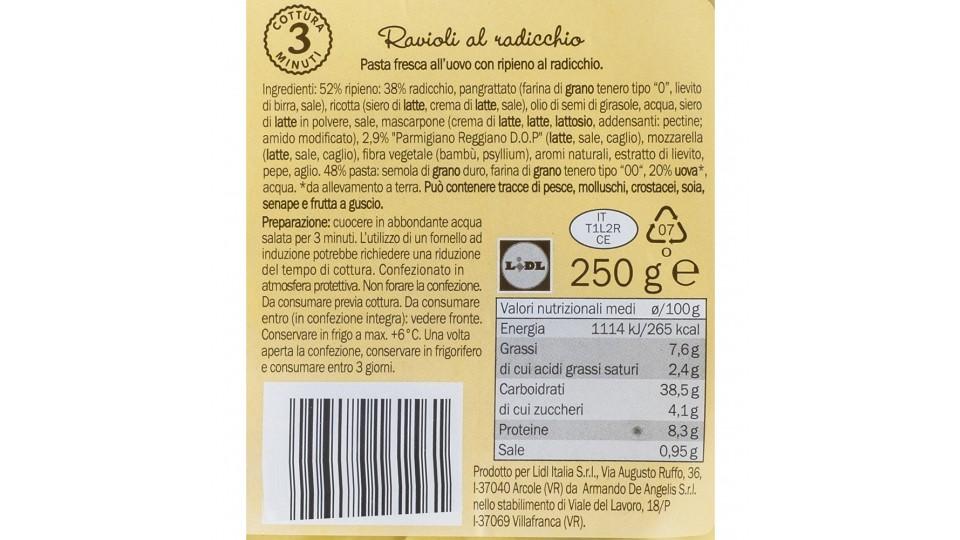 COTTURA
3
MINUTI
Ravioli al radicchio
Pasta fresca all'uovo con ripieno al radicchio.
Ingredienti: 52% ripieno: 38% radicchio, pangrattato (farina di grano tenero tipo "0", lievito
di birra, sale), ricotta (siero di latte, crema di latte, sale), olio di semi di girasole, acqua, siero
di latte in polvere, sale, mascarpone (crema di latte, latte, lattosio, addensanti: pectine;
amido modificato), 2,9% "Parmigiano Reggiano D.O.P" (latte, sale, caglio), mozzarella
(latte, sale, caglio), fibra vegetale (bambù, psyllium), aromi naturali, estratto di lievito,
pepe, aglio. 48% pasta: semola di grano duro, farina di grano tenero tipo "00", 20% uova*,
acqua. *da allevamento a terra. Può contenere tracce di pesce, molluschi, crostacei, soia,
senape e frutta a guscio.
Preparazione: cuocere in abbondante acqua
salata per 3 minuti. L'utilizzo di un fornello ad
induzione potrebbe richiedere una riduzione
del tempo di cottura. Confezionato in
atmosfera protettiva. Non forare la confezione.
Da consumare previa cottura. Da consumare
entro (in confezione integra): vedere fronte.
Conservare in frigo a max. +6°C. Una volta
aperta la confezione, conservare in frigorifero
e consumare entro 3 giorni.
IT
T1L2R
CE
07
O
LIDL
250 g e
Valori nutrizionali medi ø/100g
Energia 1114 kJ/265 kcal
Grassi 7,6g
di cui acidi grassi saturi 2,4g
Carboidrati 38,5g
di cui zuccheri 4,1g
Proteine 8,3g
Sale 0,95g
Prodotto per Lidl Italia S.r.l., Via Augusto Ruffo, 36,
I-37040 Arcole (VR) da Armando De Angelis S.r.l.
nello stabilimento di Viale del Lavoro, 18/P
I-37069 Villafranca (VR).